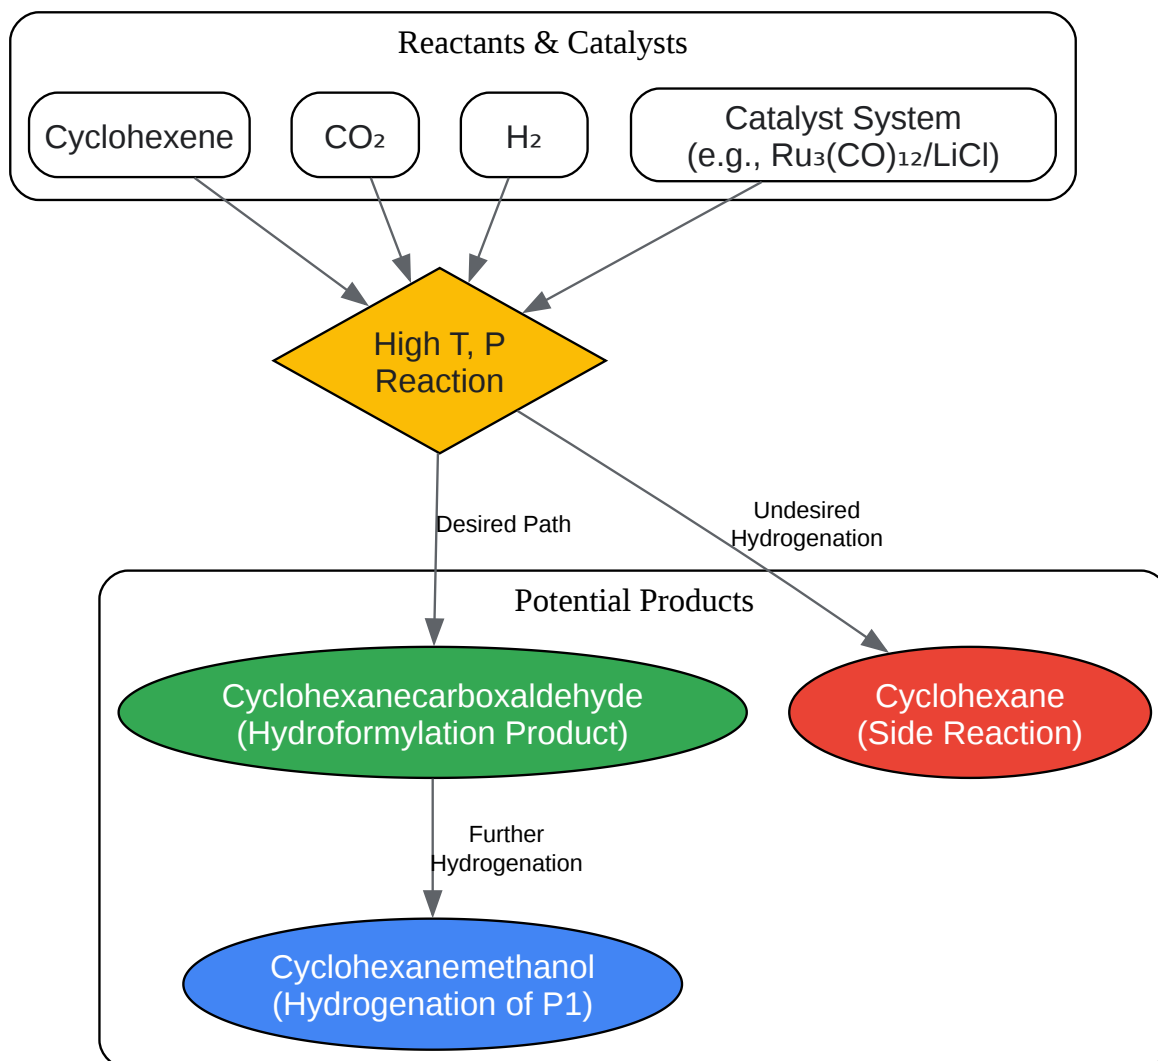 Reactants & Catalysts
Cyclohexene
CO₂
H₂
Catalyst System
(e.g., Ru₃(CO)₁₂/LiCl)
High T, P
Reaction
Desired Path
Undesired
Hydrogenation
Potential Products
Cyclohexanecarboxaldehyde
(Hydroformylation Product)
Cyclohexane
(Side Reaction)
Further
Hydrogenation
Cyclohexanemethanol
(Hydrogenation of P1)